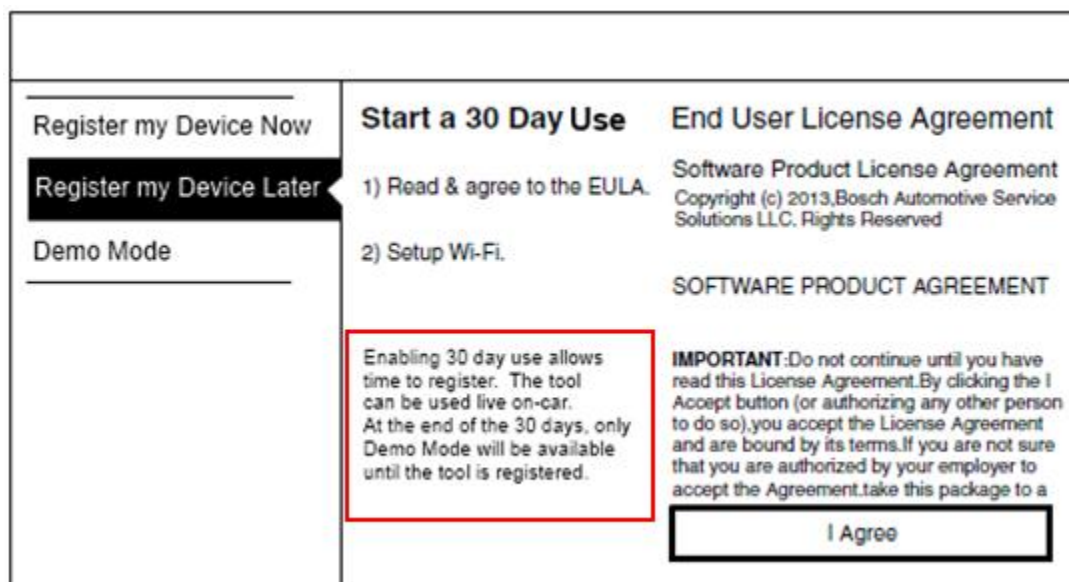 Register my Device Now
Register my Device Later
Demo Mode
Start a 30 Day Use
1) Read & agree to the EULA.
2) Setup Wi-Fi.
Enabling 30 day use allows
time to register. The tool
can be used live on-car.
At the end of the 30 days, only
Demo Mode will be available
until the tool is registered.
End User License Agreement
Software Product License Agreement
Copyright (c) 2013,Bosch Automotive Service
Solutions LLC. Rights Reserved
SOFTWARE PRODUCT AGREEMENT
IMPORTANT:Do not continue until you have
read this License Agreement.By clicking the I
Accept button (or authorizing any other person
to do so),you accept the License Agreement
and are bound by its terms.If you are not sure
that you are authorized by your employer to
accept the Agreement.take this package to a
I Agree